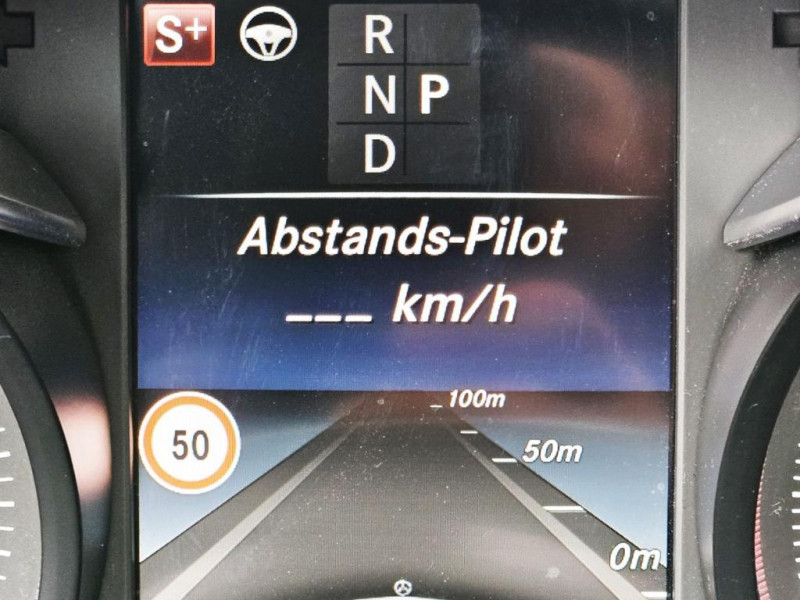 S+
R
N P
D
Abstands-Pilot
___ km/h
50
100m
50m
0m